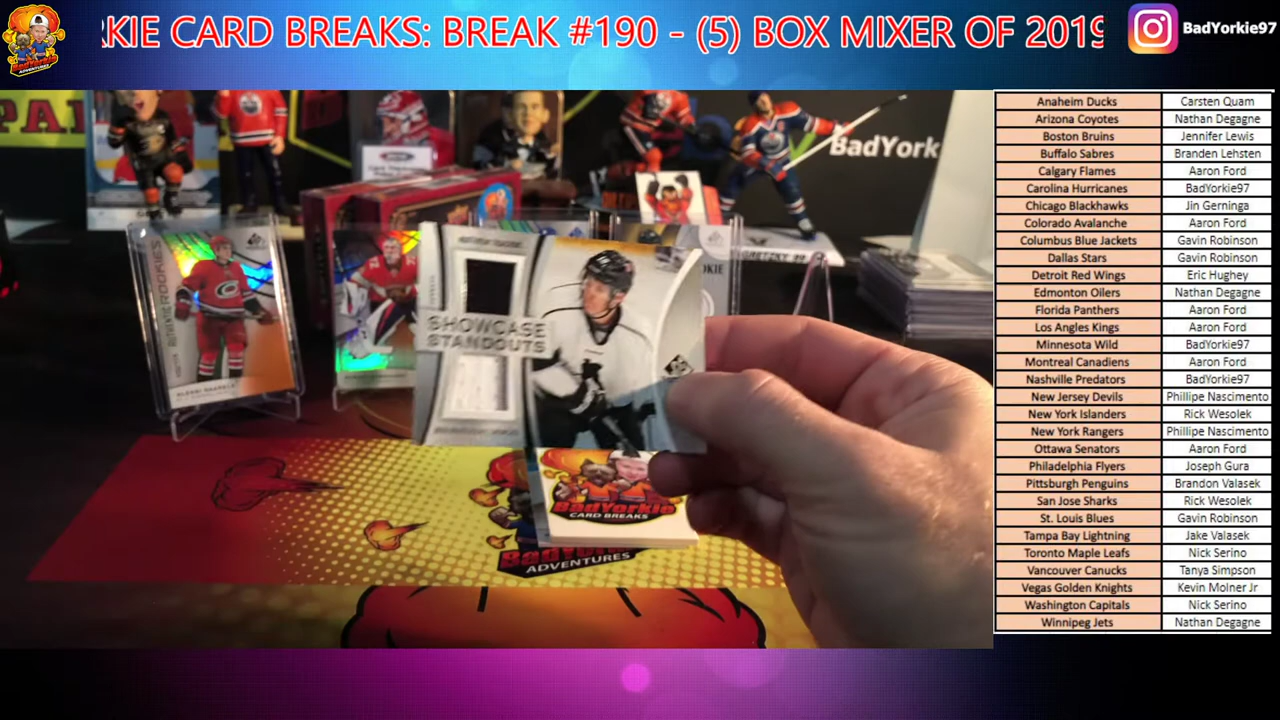 RKIE CARD BREAKS: BREAK #190 - (5) BOX MIXER OF 2019
BadYorkie97
BadYorkie
ADVENTURES
BadYork
SHOWCASE
STANDOUTS
ROOKIES
BadYorkie
CARD BREAKS
ADVENTURES
Anaheim Ducks Carsten Quam
Arizona Coyotes Nathan Degagne
Boston Bruins Jennifer Lewis
Buffalo Sabres Branden Lehsten
Calgary Flames Aaron Ford
Carolina Hurricanes BadYorkie97
Chicago Blackhawks Jin Gerninga
Colorado Avalanche Aaron Ford
Columbus Blue Jackets Gavin Robinson
Dallas Stars Gavin Robinson
Detroit Red Wings Eric Hughey
Edmonton Oilers Nathan Degagne
Florida Panthers Aaron Ford
Los Angeles Kings Aaron Ford
Minnesota Wild BadYorkie97
Montreal Canadiens Aaron Ford
Nashville Predators BadYorkie97
New Jersey Devils Phillipe Nascimento
New York Islanders Rick Wesolek
New York Rangers Phillipe Nascimento
Ottawa Senators Aaron Ford
Philadelphia Flyers Joseph Gura
Pittsburgh Penguins Brandon Valasek
San Jose Sharks Rick Wesolek
St. Louis Blues Gavin Robinson
Tampa Bay Lightning Jake Valasek
Toronto Maple Leafs Nick Serino
Vancouver Canucks Tanya Simpson
Vegas Golden Knights Kevin Molner Jr
Washington Capitals Nick Serino
Winnipeg Jets Nathan Degagne